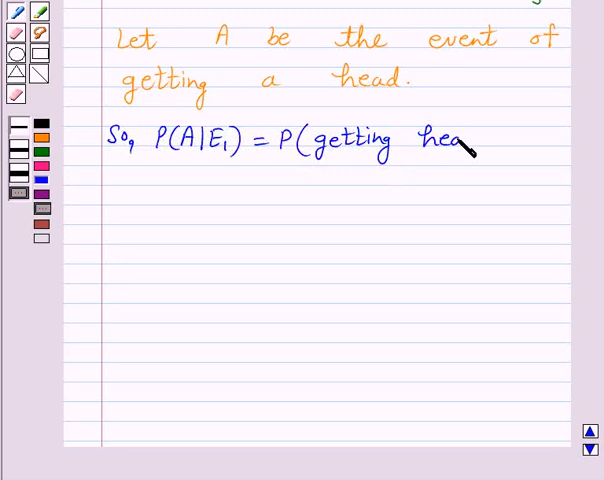 Let A be the event of
getting a head.
So, P(A|E₁) = P(getting hea